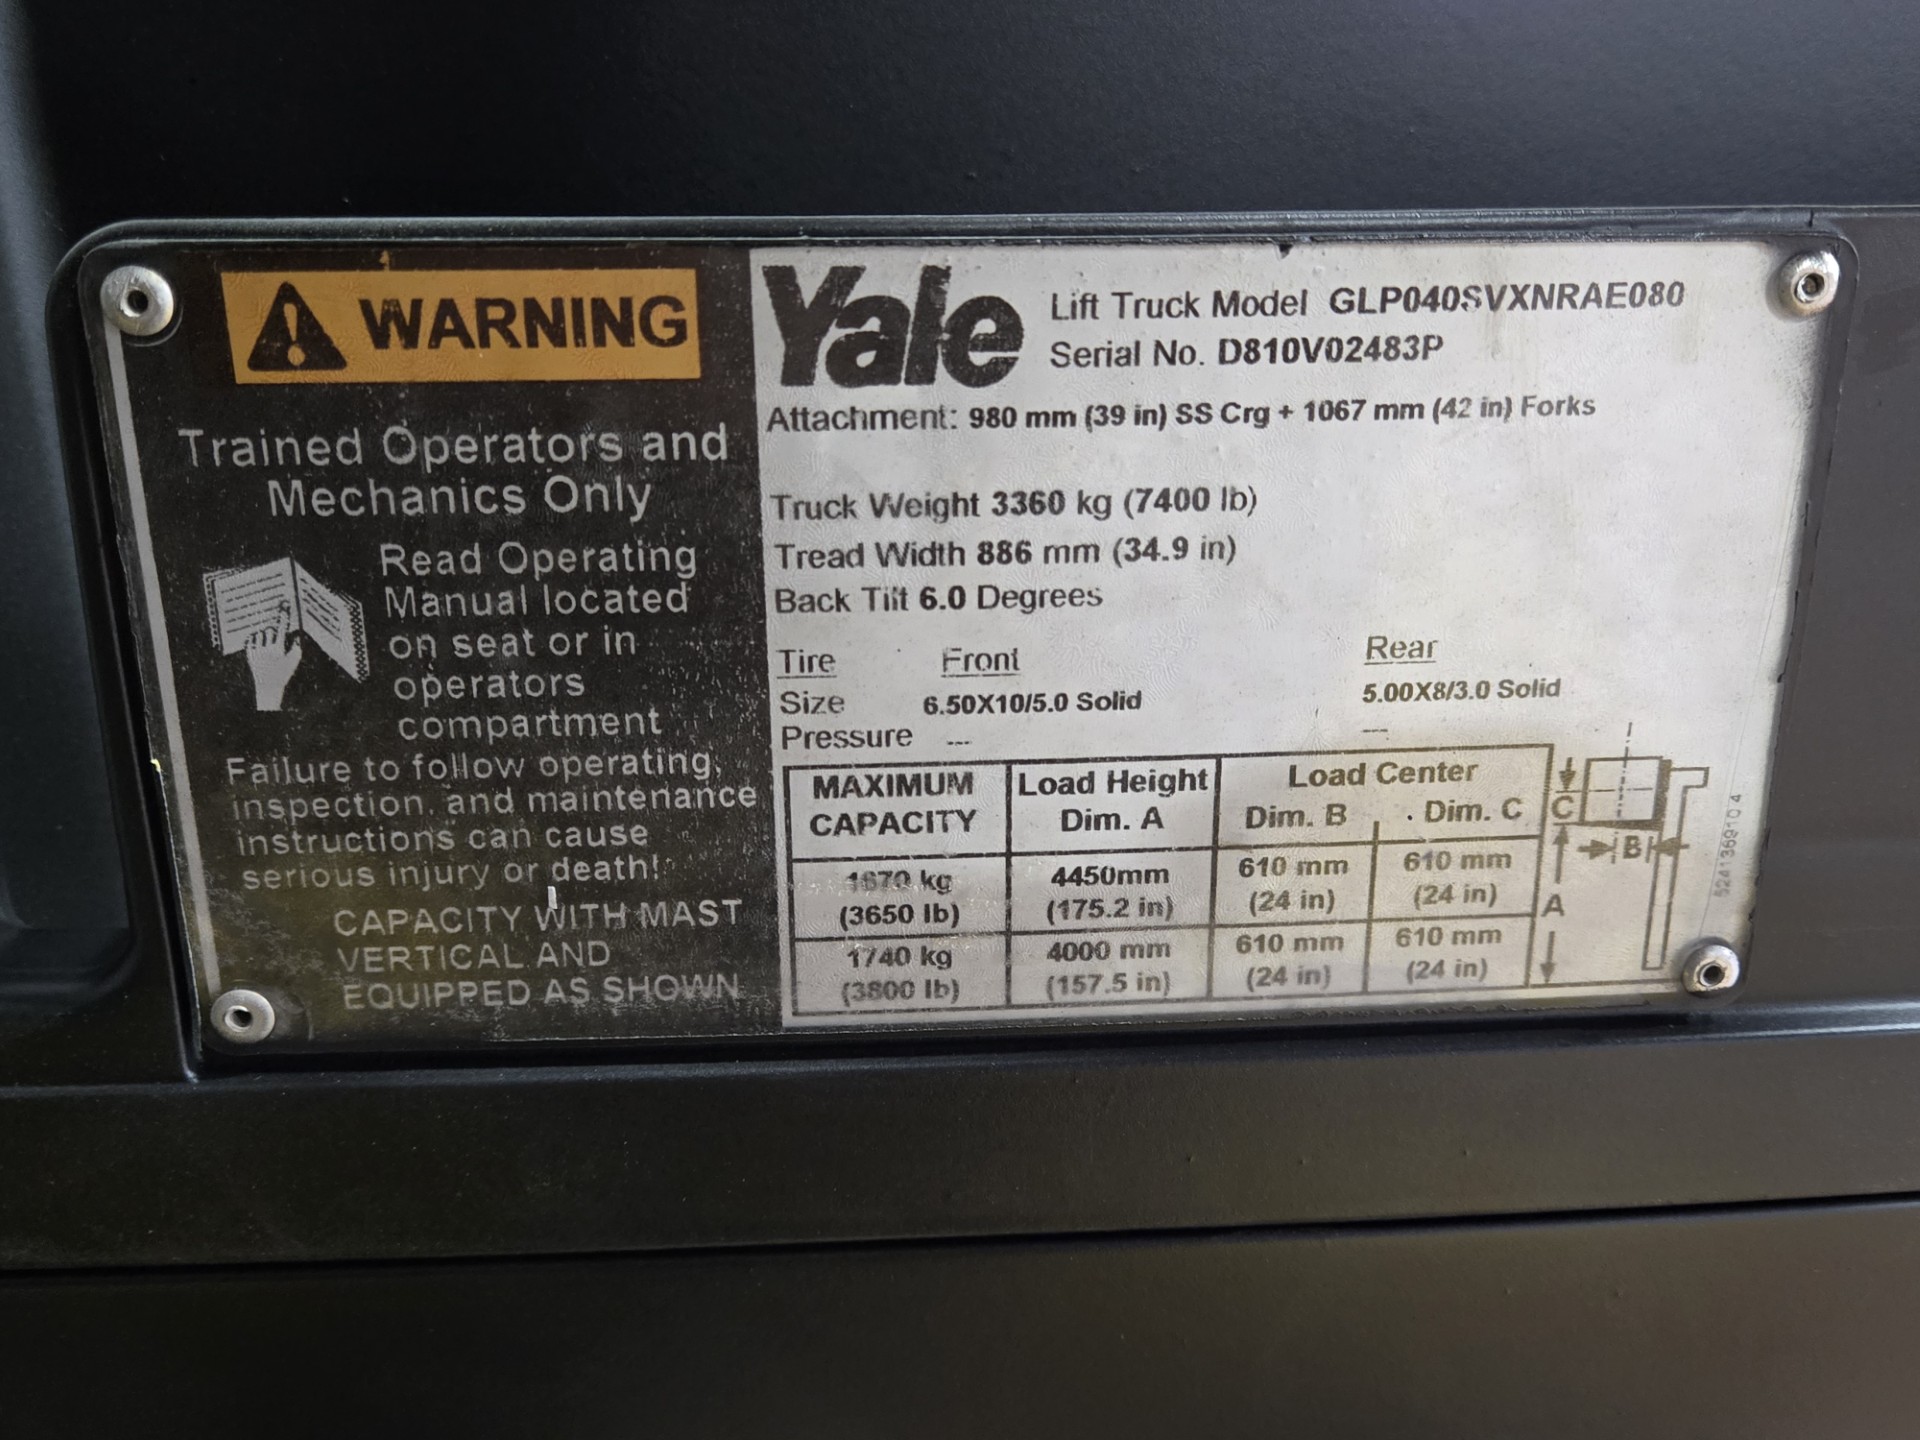 WARNING
Trained Operators and
Mechanics Only
Read Operating
Manual located
on seat or in
operators
compartment
Failure to follow operating,
inspection, and maintenance
instructions can cause
serious injury or death!
CAPACITY WITH MAST
VERTICAL AND
EQUIPPED AS SHOWN
Yale
Lift Truck Model GLP040SVXNRAE080
Serial No. D810V02483P
Attachment: 980 mm (39 in) SS Crg + 1067 mm (42 in) Forks
Truck Weight 3360 kg (7400 lb)
Tread Width 886 mm (34.9 in)
Back Tilt 6.0 Degrees
Tire Front Rear
Size 6.50X10/5.0 Solid 5.00X8/3.0 Solid
Pressure --- ---
MAXIMUM Load Height Load Center
CAPACITY Dim. A Dim. B Dim. C
1670 kg 4450mm 610 mm 610 mm
(3650 lb) (175.2 in) (24 in) (24 in)
1740 kg 4000 mm 610 mm 610 mm
(3800 lb) (157.5 in) (24 in) (24 in)
C
B
A
524136910 4